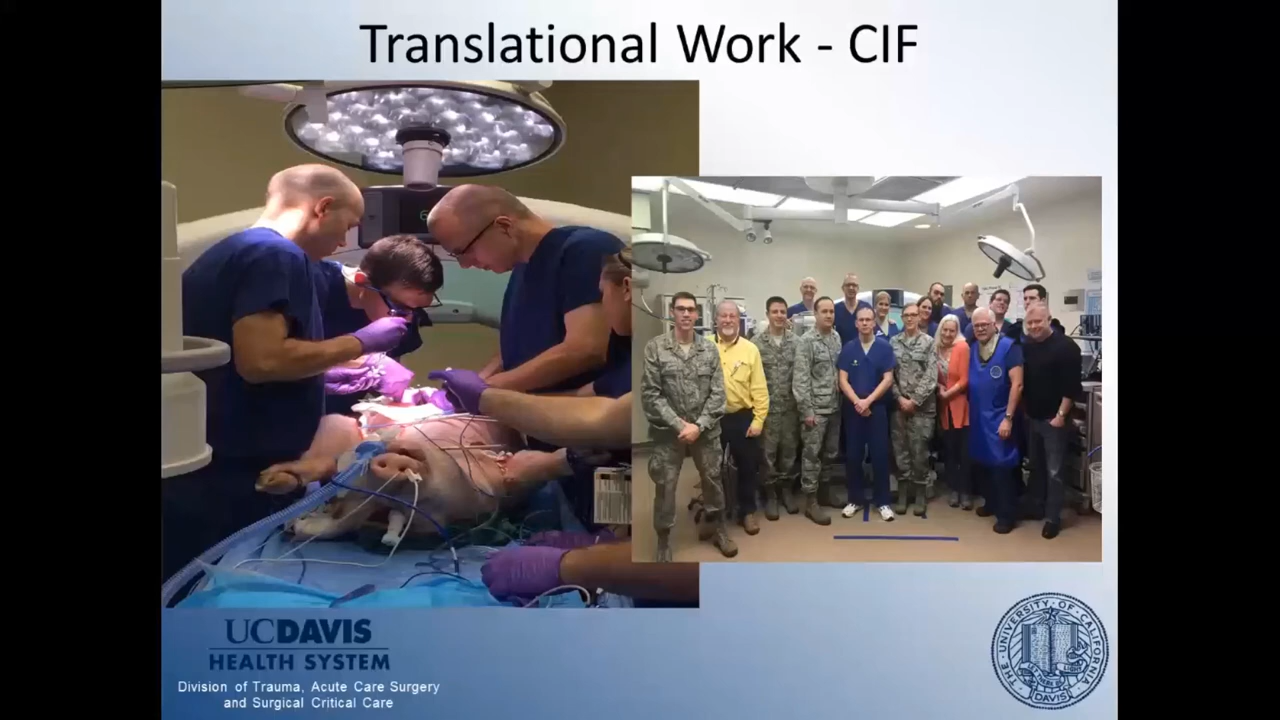 Translational Work - CIF
UCDAVIS
HEALTH SYSTEM
Division of Trauma, Acute Care Surgery
and Surgical Critical Care
THE UNIVERSITY OF CALIFORNIA
DAVIS